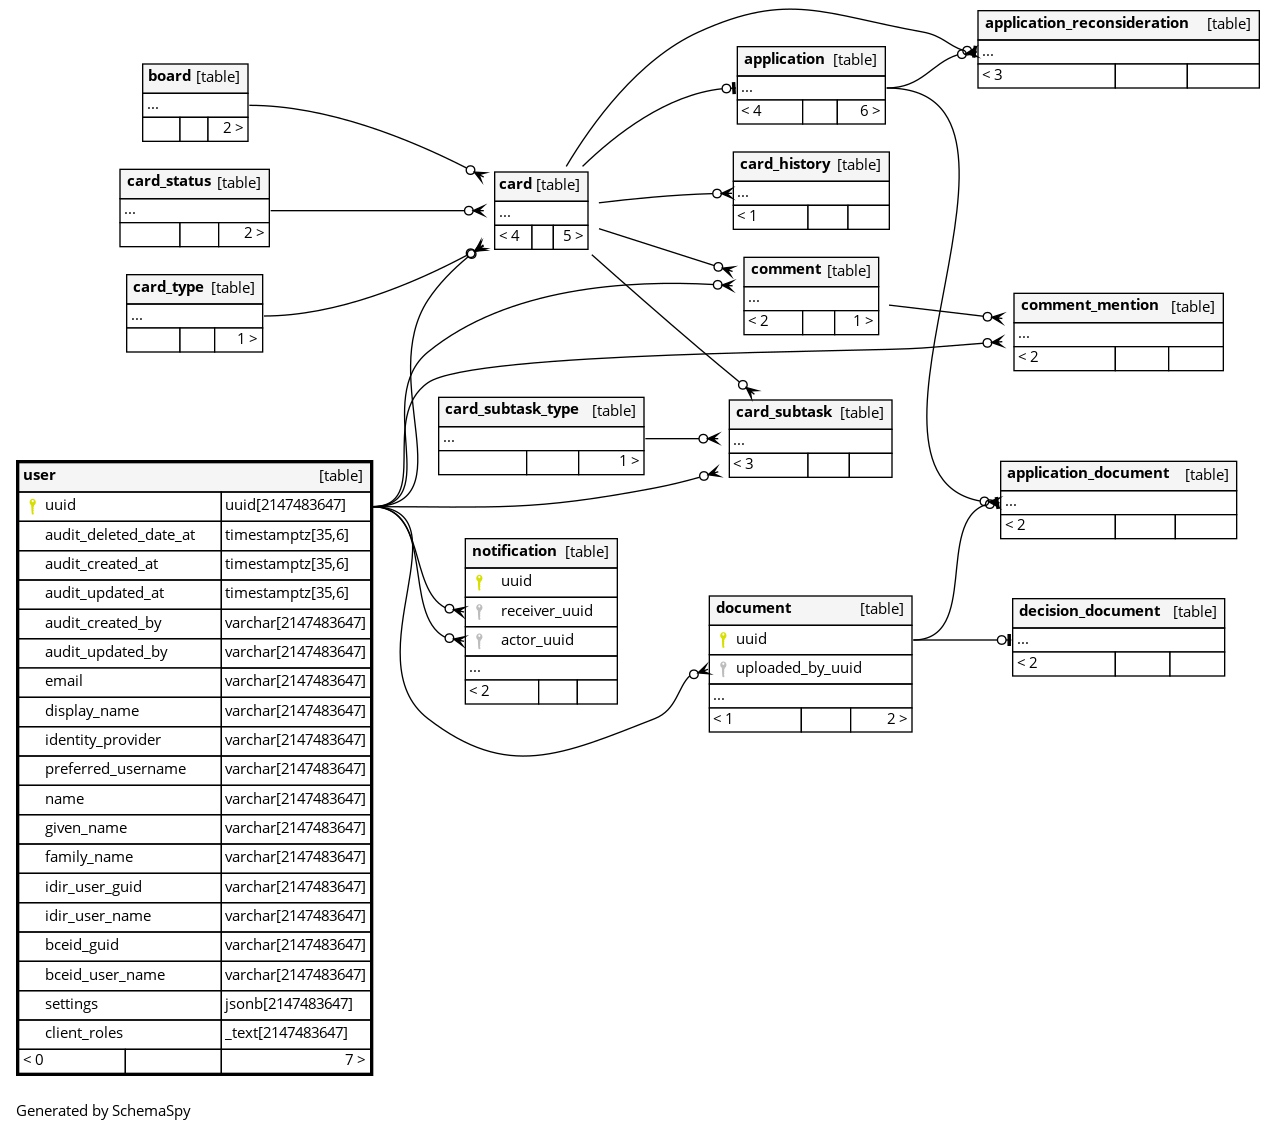 application_reconsideration [table]
...
< 3
application [table]
...
< 4 6 >
board [table]
...
2 >
card_history [table]
...
< 1
card_status [table]
...
2 >
card [table]
...
< 4 5 >
comment [table]
...
< 2 1 >
card_type [table]
...
1 >
comment_mention [table]
...
< 2
card_subtask_type [table]
...
1 >
card_subtask [table]
...
< 3
application_document [table]
...
< 2
user [table]
uuid uuid[2147483647]
audit_deleted_date_at timestamptz[35,6]
audit_created_at timestamptz[35,6]
audit_updated_at timestamptz[35,6]
audit_created_by varchar[2147483647]
audit_updated_by varchar[2147483647]
email varchar[2147483647]
display_name varchar[2147483647]
identity_provider varchar[2147483647]
preferred_username varchar[2147483647]
name varchar[2147483647]
given_name varchar[2147483647]
family_name varchar[2147483647]
idir_user_guid varchar[2147483647]
idir_user_name varchar[2147483647]
bceid_guid varchar[2147483647]
bceid_user_name varchar[2147483647]
settings jsonb[2147483647]
client_roles _text[2147483647]
< 0 7 >
notification [table]
uuid
receiver_uuid
actor_uuid
...
< 2
document [table]
uuid
uploaded_by_uuid
...
< 1 2 >
decision_document [table]
...
< 2
Generated by SchemaSpy